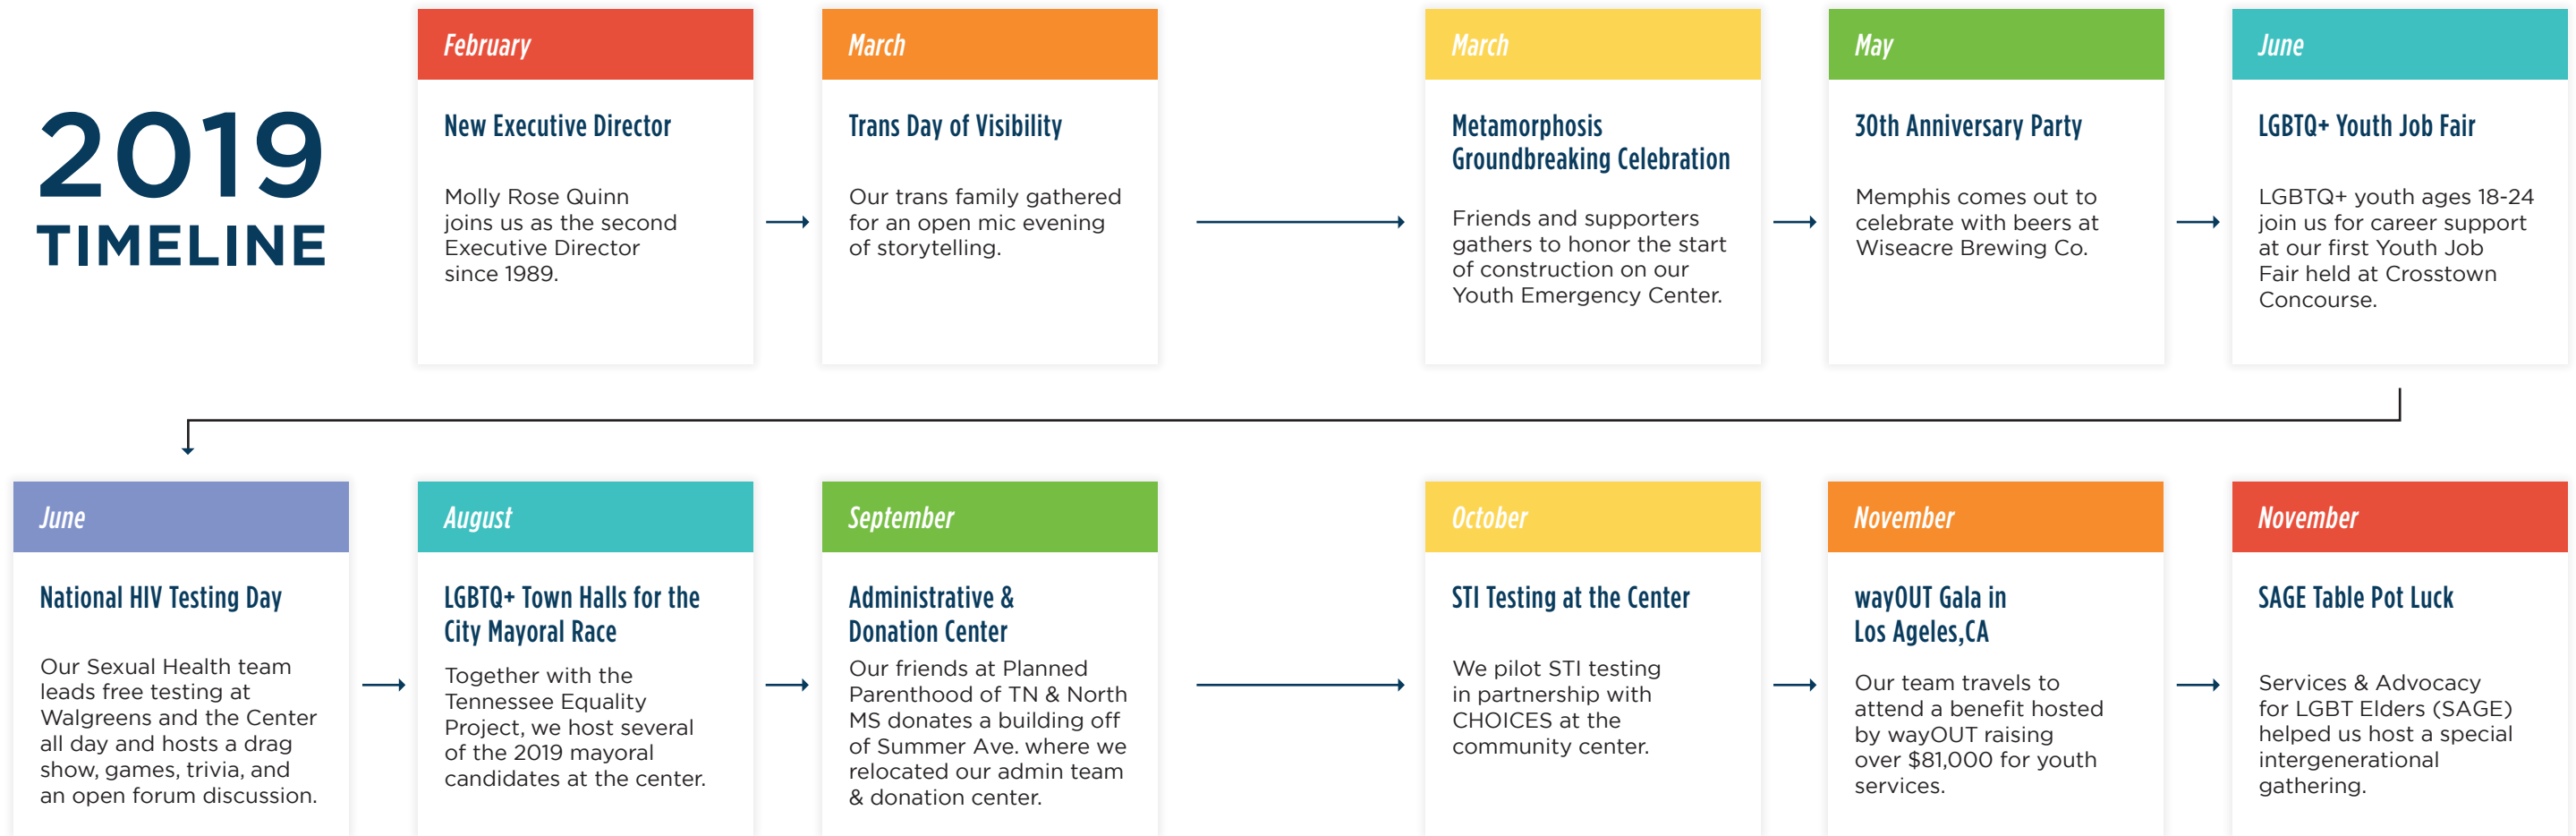 2019
TIMELINE
February
New Executive Director
Molly Rose Quinn
joins us as the second
Executive Director
since 1989.
March
Trans Day of Visibility
Our trans family gathered
for an open mic evening
of storytelling.
March
Metamorphosis
Groundbreaking Celebration
Friends and supporters
gathers to honor the start
of construction on our
Youth Emergency Center.
May
30th Anniversary Party
Memphis comes out to
celebrate with beers at
Wiseacre Brewing Co.
June
LGBTQ+ Youth Job Fair
LGBTQ+ youth ages 18-24
join us for career support
at our first Youth Job
Fair held at Crosstown
Concourse.
June
National HIV Testing Day
Our Sexual Health team
leads free testing at
Walgreens and the Center
all day and hosts a drag
show, games, trivia, and
an open forum discussion.
August
LGBTQ+ Town Halls for the
City Mayoral Race
Together with the
Tennessee Equality
Project, we host several
of the 2019 mayoral
candidates at the center.
September
Administrative &
Donation Center
Our friends at Planned
Parenthood of TN & North
MS donates a building off
of Summer Ave. where we
relocated our admin team
& donation center.
October
STI Testing at the Center
We pilot STI testing
in partnership with
CHOICES at the
community center.
November
wayOUT Gala in
Los Ageles,CA
Our team travels to
attend a benefit hosted
by wayOUT raising
over $81,000 for youth
services.
November
SAGE Table Pot Luck
Services & Advocacy
for LGBT Elders (SAGE)
helped us host a special
intergenerational
gathering.